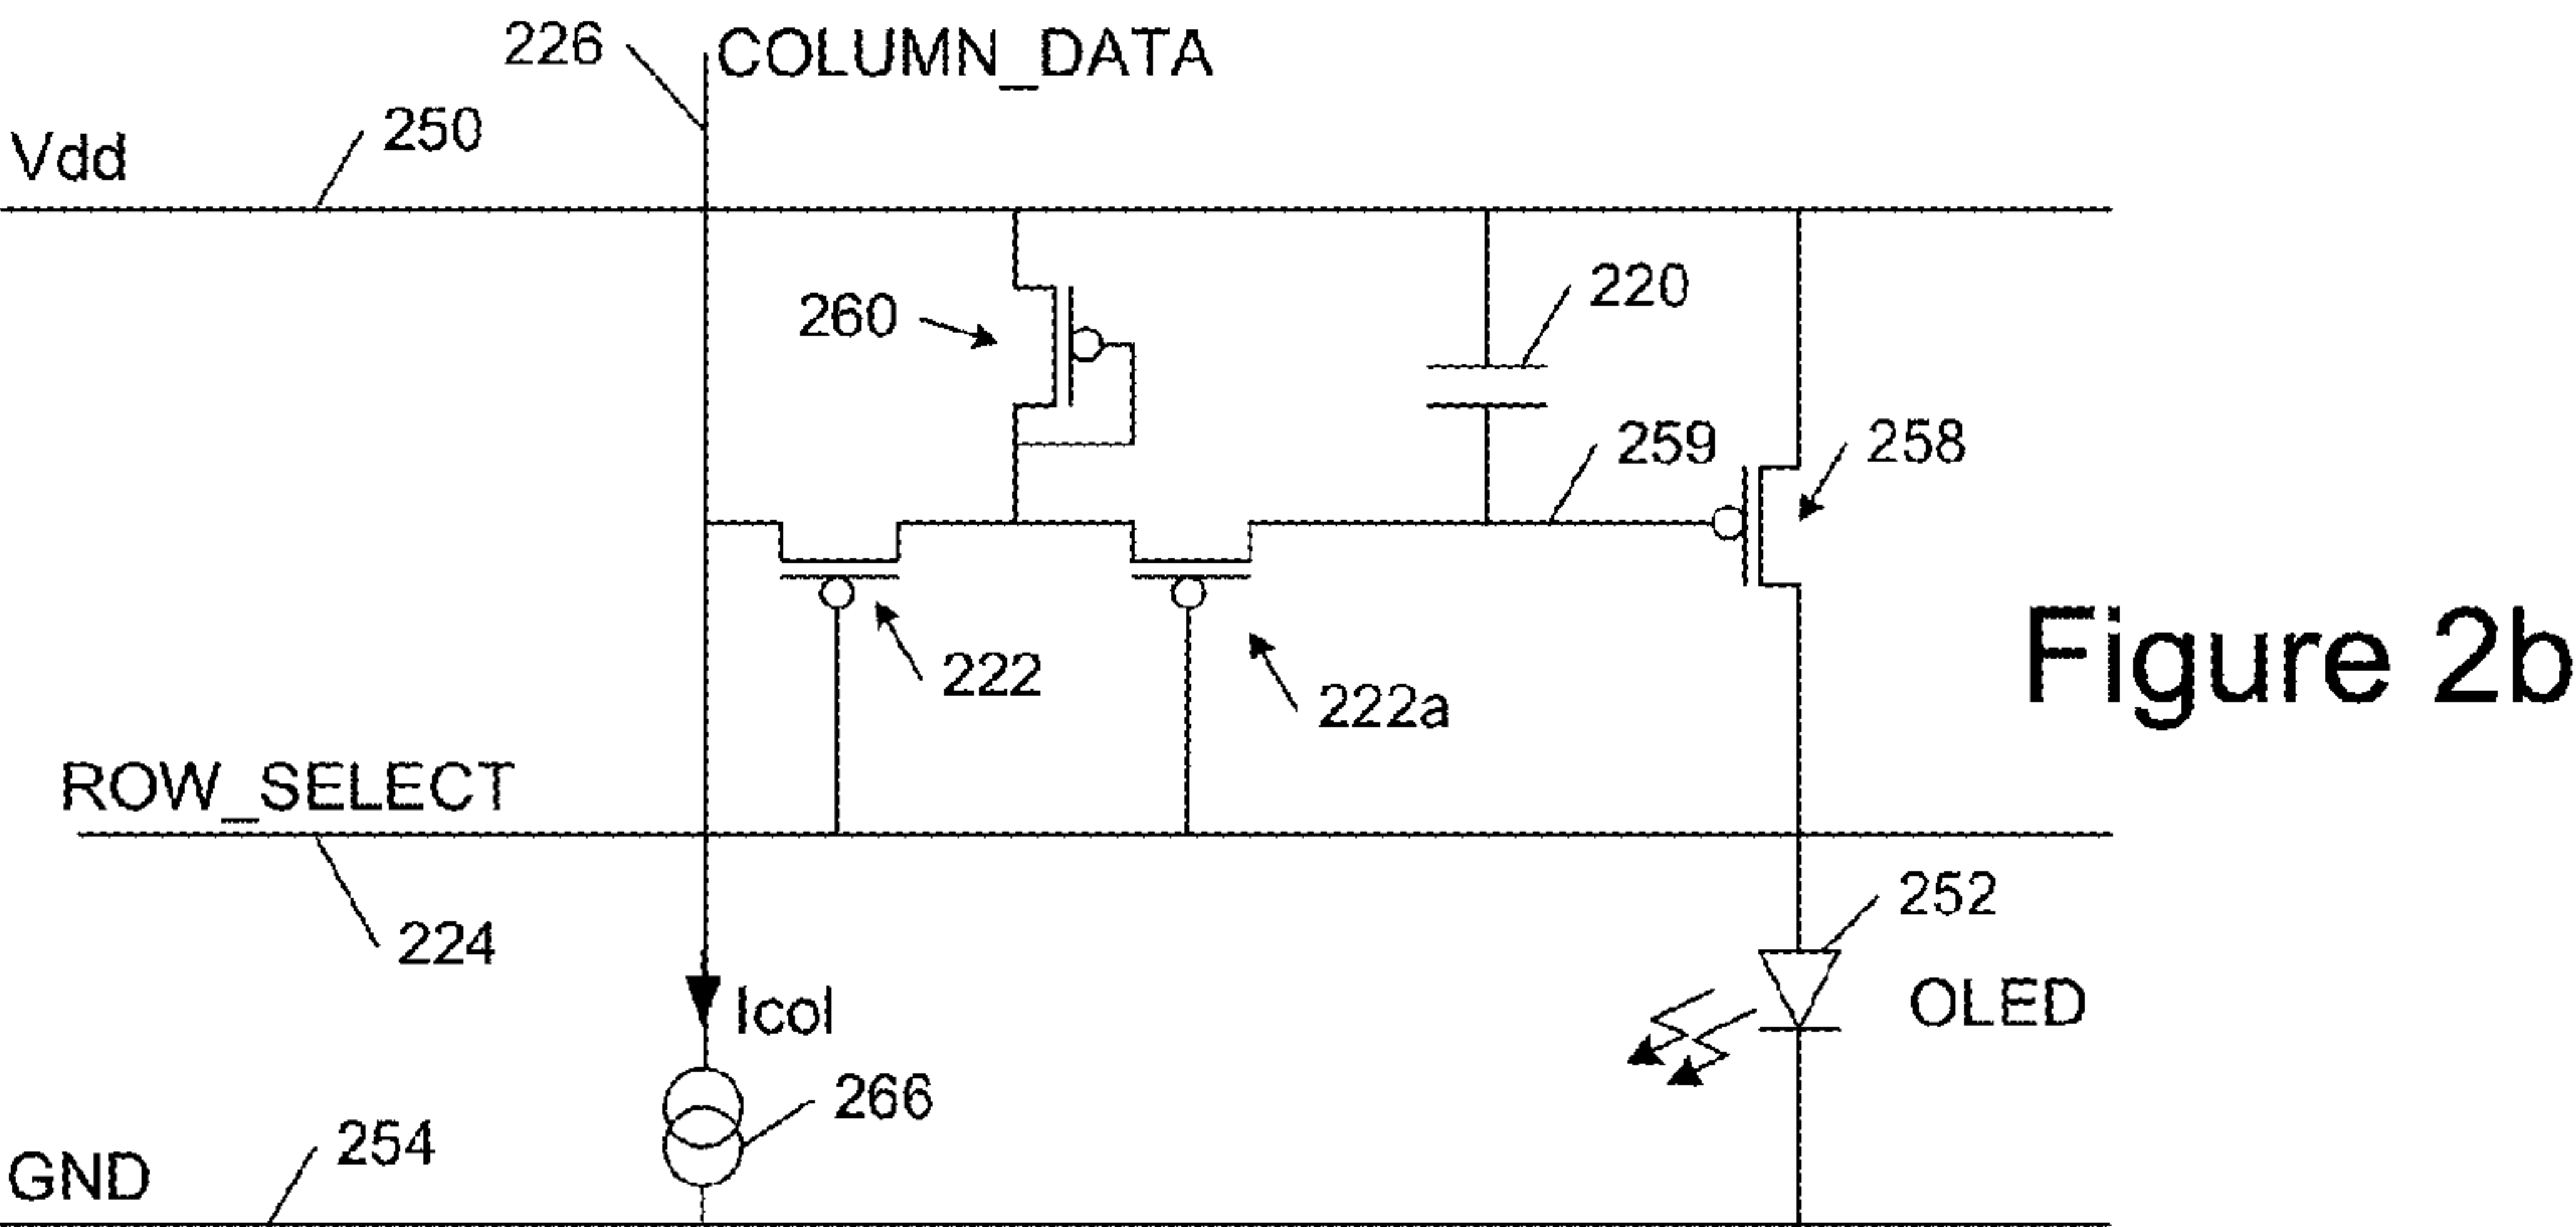 226
COLUMN_DATA
250
Vdd
260
220
259
258
222
222a
Figure 2b
ROW_SELECT
224
252
Icol
OLED
266
254
GND